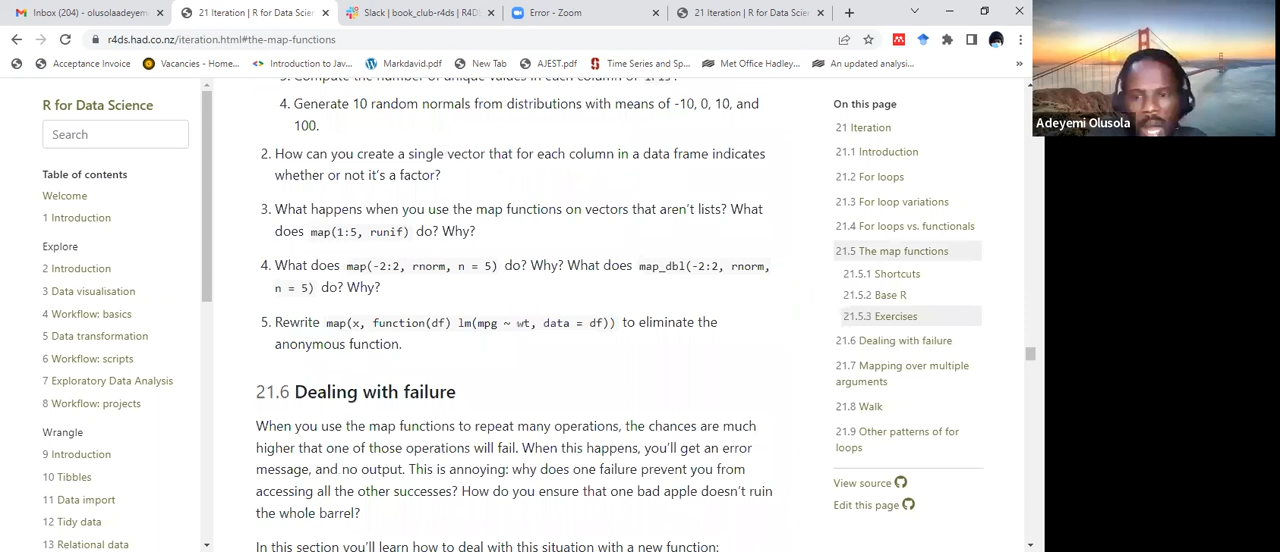 Inbox (204) - olusolaadeyemi
21 Iteration | R for Data Science
Slack | book_club-r4ds | R4DS
Error - Zoom
21 Iteration | R for Data Science
r4ds.had.co.nz/iteration.html#the-map-functions
Acceptance Invoice
Vacancies - Home...
Introduction to Jav...
Markdavid.pdf
New Tab
AJEST.pdf
Time Series and Sp...
Met Office Hadley...
An updated analysi...
Adeyemi Olusola
R for Data Science
Search
Table of contents
Welcome
1 Introduction
Explore
2 Introduction
3 Data visualisation
4 Workflow: basics
5 Data transformation
6 Workflow: scripts
7 Exploratory Data Analysis
8 Workflow: projects
Wrangle
9 Introduction
10 Tibbles
11 Data import
12 Tidy data
13 Relational data
3. Compute the number of unique values in each column of iris.
4. Generate 10 random normals from distributions with means of -10, 0, 10, and
100.
2. How can you create a single vector that for each column in a data frame indicates
whether or not it's a factor?
3. What happens when you use the map functions on vectors that aren't lists? What
does map(1:5, runif) do? Why?
4. What does map(-2:2, rnorm, n = 5) do? Why? What does map_dbl(-2:2, rnorm,
n = 5) do? Why?
5. Rewrite map(x, function(df) lm(mpg ~ wt, data = df)) to eliminate the
anonymous function.
21.6 Dealing with failure
When you use the map functions to repeat many operations, the chances are much
higher that one of those operations will fail. When this happens, you'll get an error
message, and no output. This is annoying: why does one failure prevent you from
accessing all the other successes? How do you ensure that one bad apple doesn't ruin
the whole barrel?
In this section you'll learn how to deal with this situation with a new function:
On this page
21 Iteration
21.1 Introduction
21.2 For loops
21.3 For loop variations
21.4 For loops vs. functionals
21.5 The map functions
21.5.1 Shortcuts
21.5.2 Base R
21.5.3 Exercises
21.6 Dealing with failure
21.7 Mapping over multiple
arguments
21.8 Walk
21.9 Other patterns of for
loops
View source
Edit this page